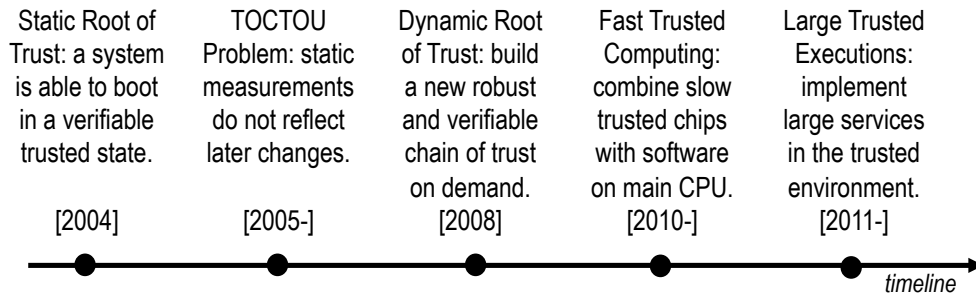 Static Root of
Trust: a system
is able to boot
in a verifiable
trusted state.
[2004]
TOCTOU
Problem: static
measurements
do not reflect
later changes.
[2005-]
Dynamic Root
of Trust: build
a new robust
and verifiable
chain of trust
on demand.
[2008]
Fast Trusted
Computing:
combine slow
trusted chips
with software
on main CPU.
[2010-]
Large Trusted
Executions:
implement
large services
in the trusted
environment.
[2011-]
timeline